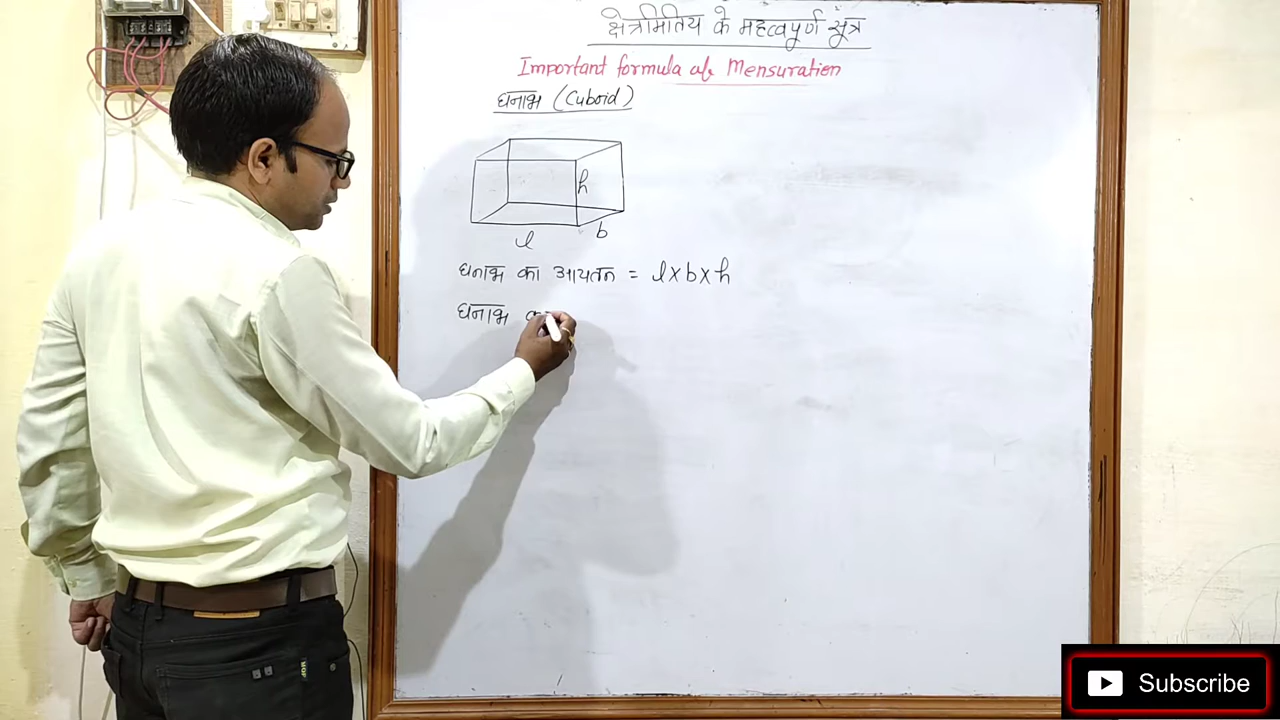 क्षेत्रमितिय के महत्वपूर्ण सूत्र
Important formula of Mensuration
घनाभ (Cuboid)
h
b
l
घनाभ का आयतन = l×b×h
घनाभ का
Subscribe